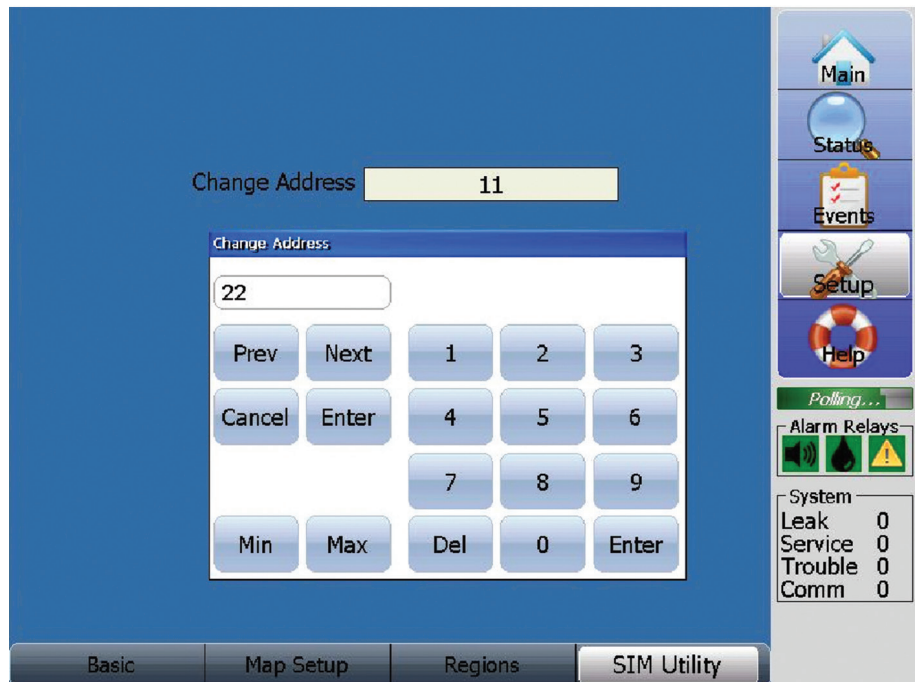 Main
Status
Events
Setup
Help
Polling...
Alarm Relays
System
Leak 0
Service 0
Trouble 0
Comm 0
Change Address 11
Change Address
22
Prev Next 1 2 3
Cancel Enter 4 5 6
7 8 9
Min Max Del 0 Enter
Basic Map Setup Regions SIM Utility